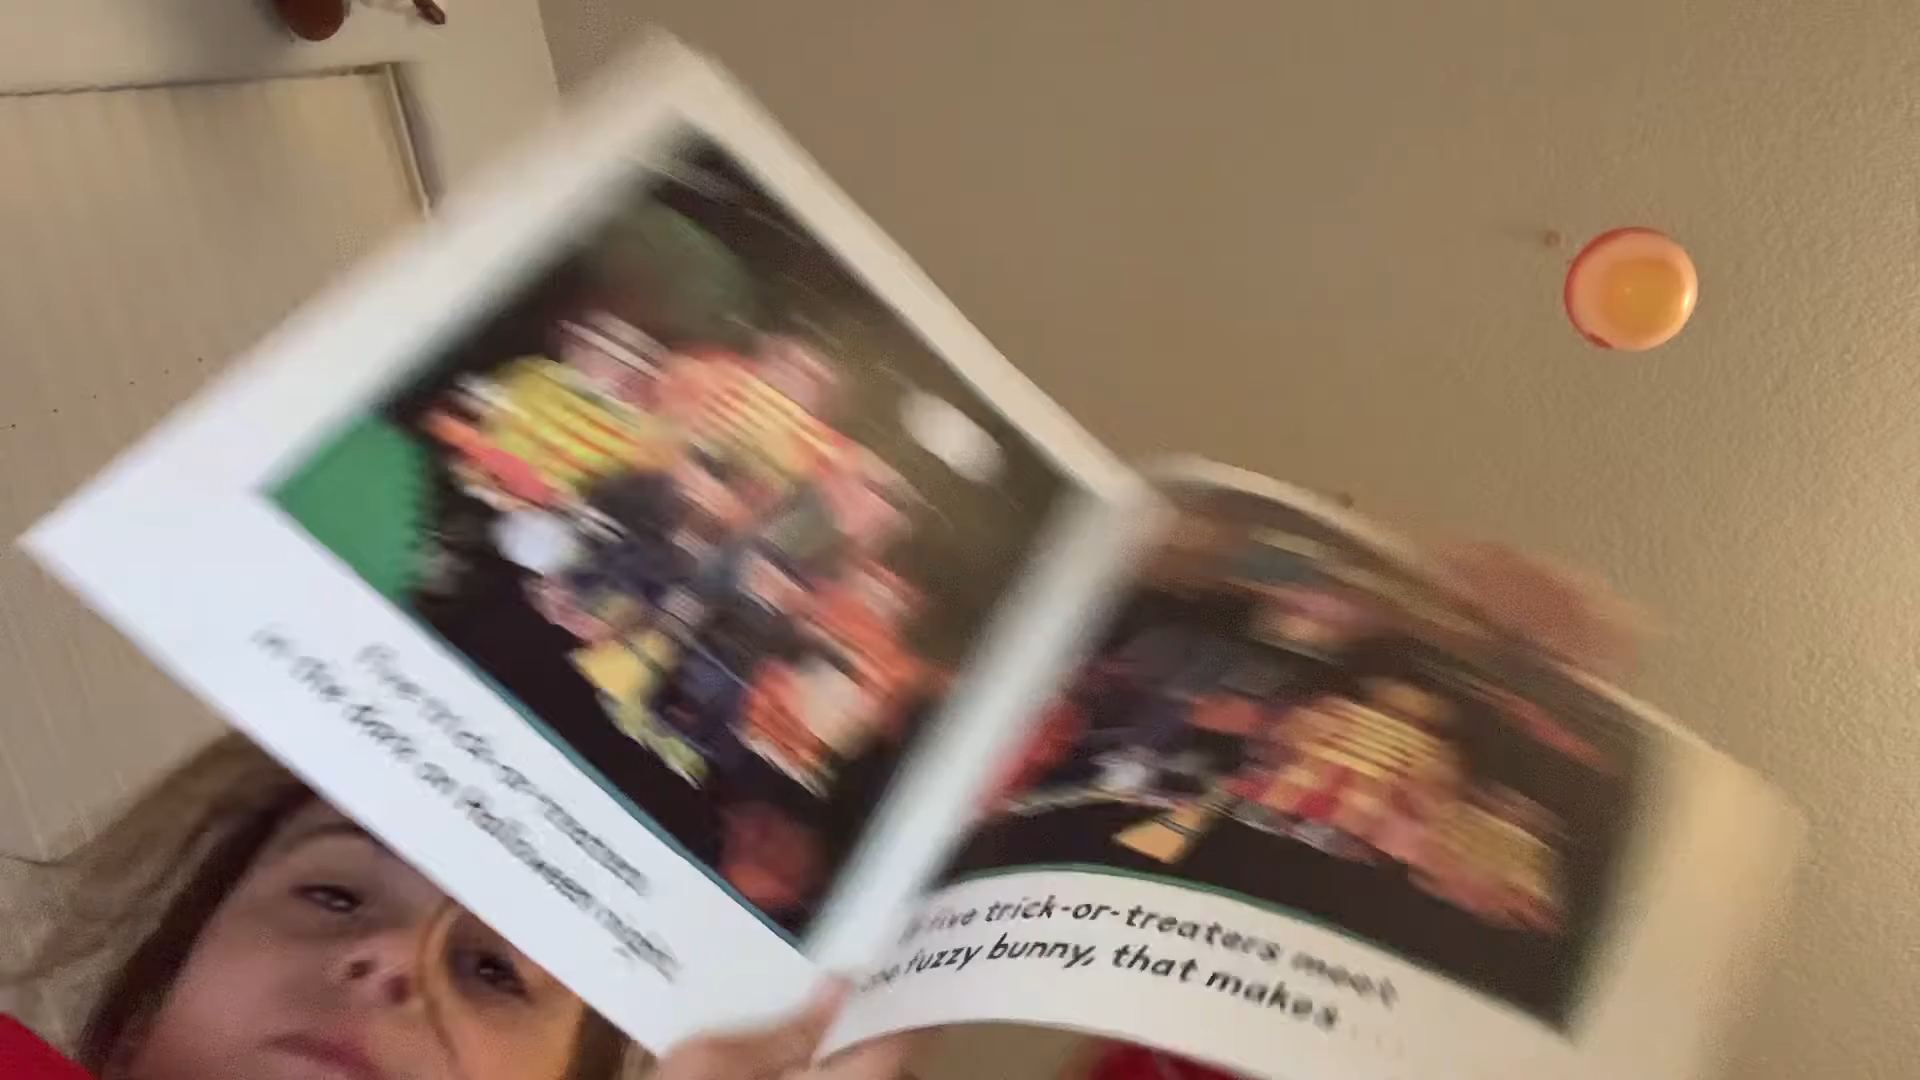 Five trick-or-treaters
in the dark on Halloween night.
five trick-or-treaters meet
fuzzy bunny, that makes